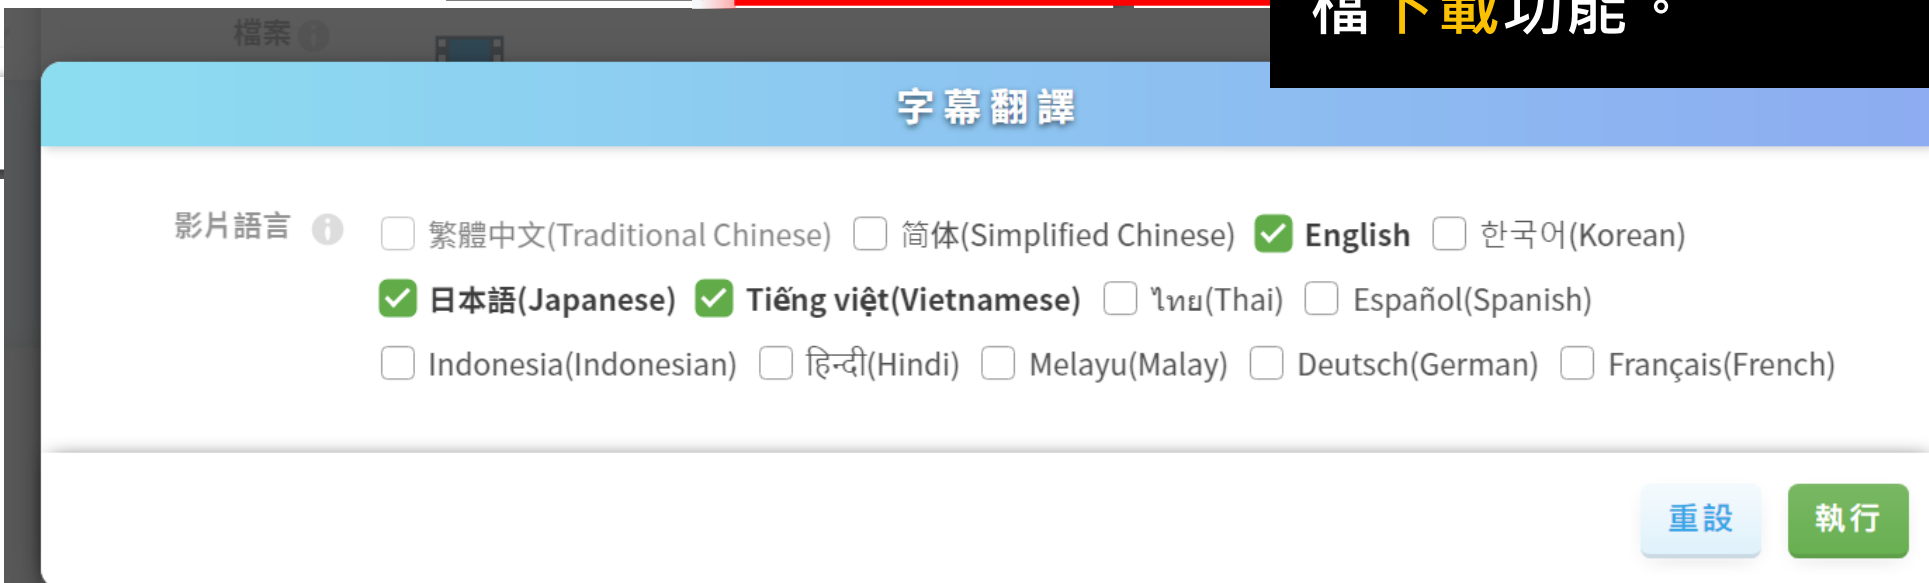 檔下載功能。
檔案
字幕翻譯
影片語言
繁體中文(Traditional Chinese) 简体(Simplified Chinese) English 한국어(Korean)
日本語(Japanese) Tiếng việt(Vietnamese) ไทย(Thai) Español(Spanish)
Indonesia(Indonesian) हिन्दी(Hindi) Melayu(Malay) Deutsch(German) Français(French)
重設 執行